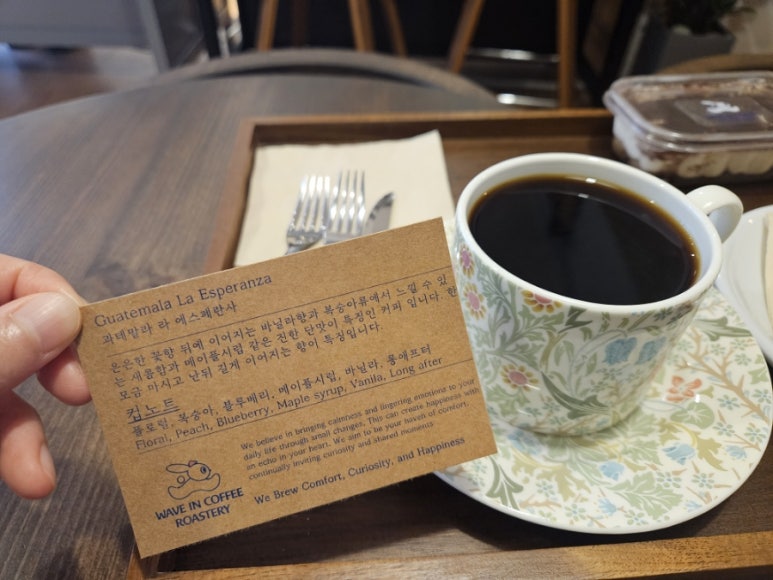 Guatemala La Esperanza
과테말라 라 에스페란사
은은한 꽃향 뒤에 이어지는 바닐라향과 복숭아류에서 느낄 수 있
는 새콤함과 메이플시럽 같은 진한 단맛이 특징인 커피 입니다. 한
모금 마시고 난뒤 길게 이어지는 향이 특징입니다.
컵노트
플로럴, 복숭아, 블루베리, 메이플시럽, 바닐라, 롱애프터
Floral, Peach, Blueberry, Maple syrup, Vanila, Long after
We believe in bringing calmness and lingering emotions to your
daily life through small changes. This can create happiness with
an echo in your heart. We aim to be your haven of comfort,
continually inviting curiosity and shared moments
We Brew Comfort, Curiosity, and Happiness
WAVE IN COFFEE
ROASTERY